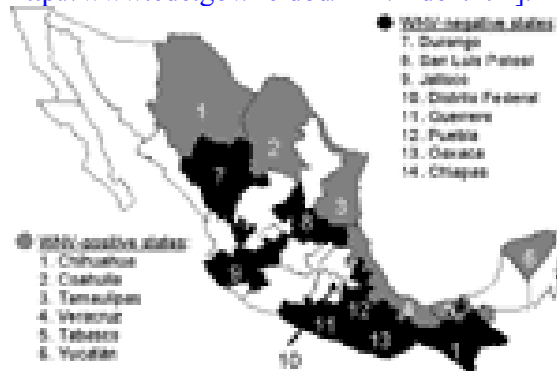 WNV-negative states
7. Durango
8. San Luis Potosi
9. Jalisco
10. Distrito Federal
11. Guerrero
12. Puebla
13. Oaxaca
14. Chiapas
1
2
3
7
8
9
6
12
11
13
10
WNV-positive states
1. Chihuahua
2. Coahuila
3. Tamaulipas
4. Veracruz
5. Tabasco
6. Yucatán